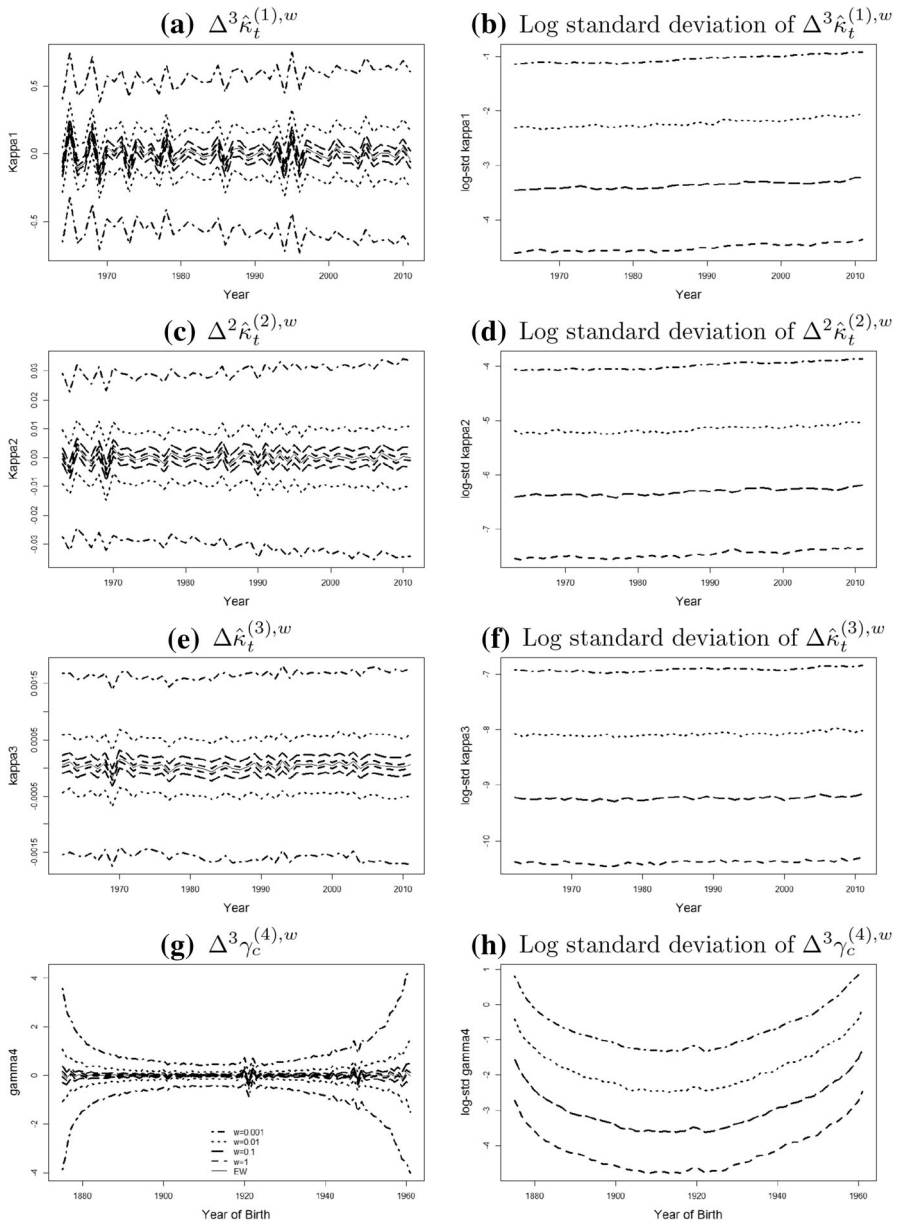 (a) Δ³κ̂ₜ⁽¹⁾,ʷ
Kappa1
0.5
0.0
-0.5
1970 1980 1990 2000 2010
Year
(b) Log standard deviation of Δ³κ̂ₜ⁽¹⁾,ʷ
log-std kappa1
-1
-2
-3
-4
1970 1980 1990 2000 2010
Year
(c) Δ²κ̂ₜ⁽²⁾,ʷ
Kappa2
0.03
0.02
0.01
0.00
-0.01
-0.02
-0.03
1970 1980 1990 2000 2010
Year
(d) Log standard deviation of Δ²κ̂ₜ⁽²⁾,ʷ
log-std kappa2
-4
-5
-6
-7
1970 1980 1990 2000 2010
Year
(e) Δκ̂ₜ⁽³⁾,ʷ
kappa3
0.0015
0.0005
-0.0005
-0.0015
1970 1980 1990 2000 2010
Year
(f) Log standard deviation of Δκ̂ₜ⁽³⁾,ʷ
log-std kappa3
-7
-8
-9
-10
1970 1980 1990 2000 2010
Year
(g) Δ³γ_c⁽⁴⁾,ʷ
gamma4
4
2
0
-2
-4
w=0.001
w=0.01
w=0.1
w=1
EW
1880 1900 1920 1940 1960
Year of Birth
(h) Log standard deviation of Δ³γ_c⁽⁴⁾,ʷ
log-std gamma4
1
0
-1
-2
-3
-4
1880 1900 1920 1940 1960
Year of Birth